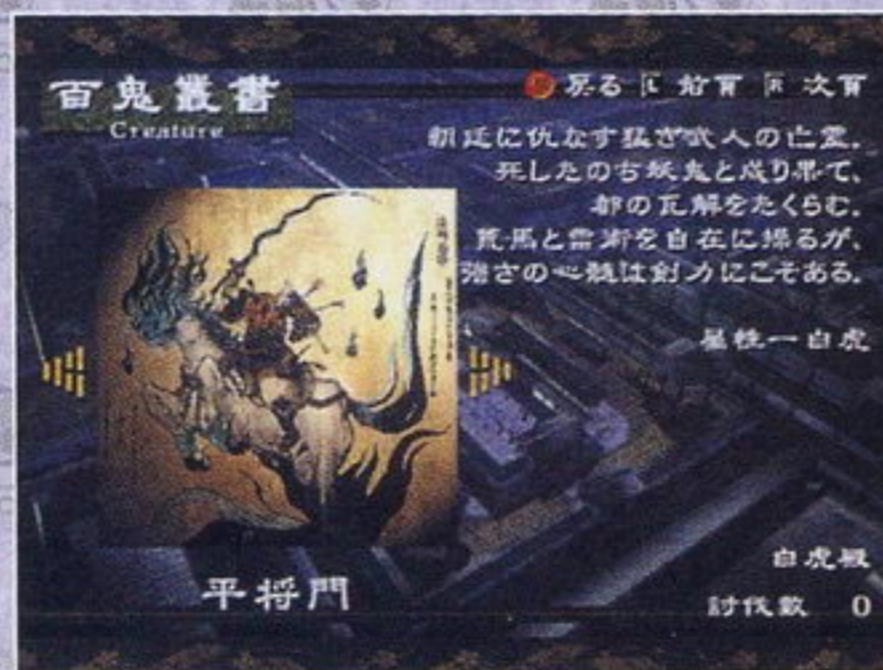 百鬼叢書
Creature
戻る L 前頁 R 次頁
朝廷に仇なす猛き武人の亡霊。
死したのち妖鬼と成り果て、
都の瓦解をたくらむ。
荒馬と雷術を自在に操るが、
強さの心髄は剣力にこそある。
属性一白虎
平将門
白虎殿
討伐数 0